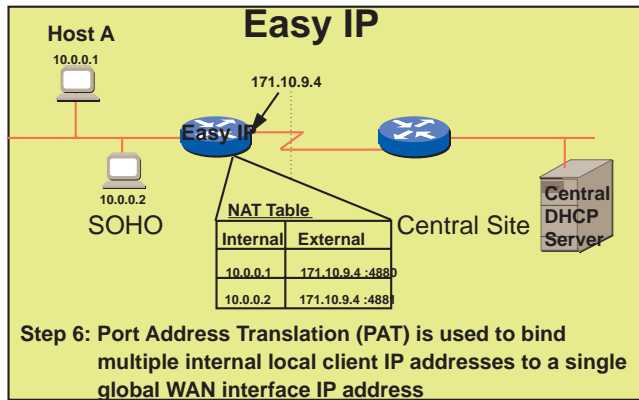 Easy IP
Host A
10.0.0.1
171.10.9.4
Easy IP
10.0.0.2
SOHO
NAT Table
Internal External
10.0.0.1 171.10.9.4 :4880
10.0.0.2 171.10.9.4 :4881
Central Site
Central
DHCP
Server
Step 6: Port Address Translation (PAT) is used to bind
multiple internal local client IP addresses to a single
global WAN interface IP address